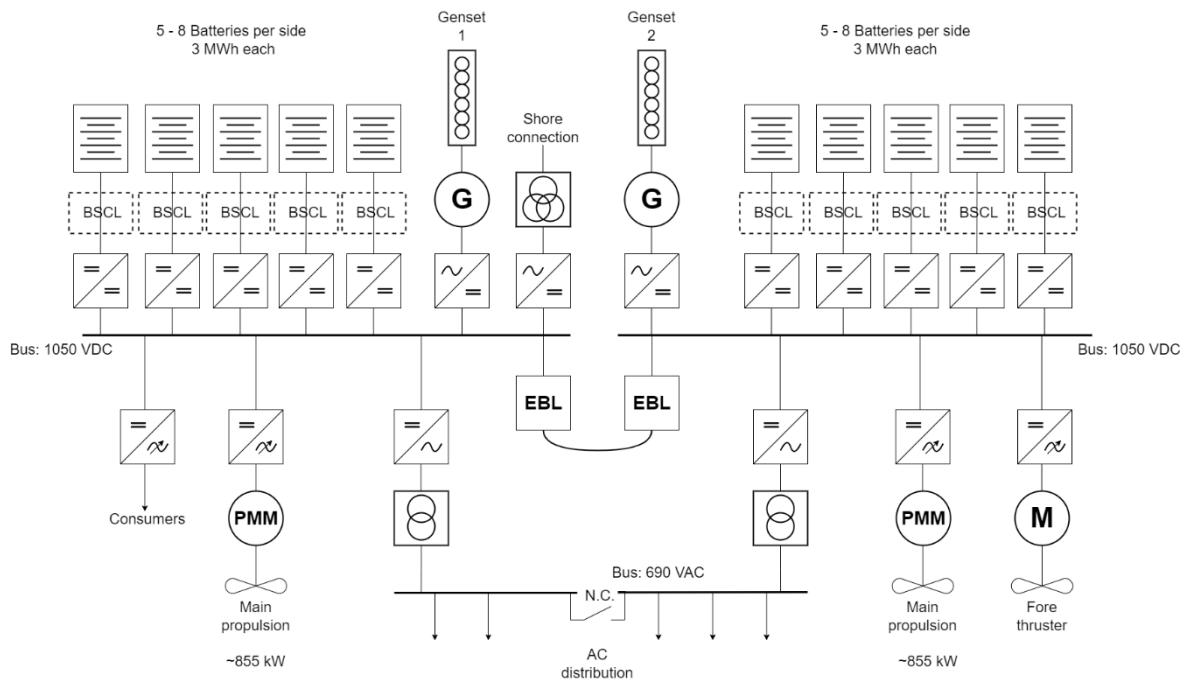 5 - 8 Batteries per side
3 MWh each
Genset
1
Genset
2
5 - 8 Batteries per side
3 MWh each
Shore
connection
BSCL
BSCL
BSCL
BSCL
BSCL
G
G
BSCL
BSCL
BSCL
BSCL
BSCL
Bus: 1050 VDC
Bus: 1050 VDC
EBL
EBL
Consumers
PMM
PMM
M
Bus: 690 VAC
N.C.
Main
propulsion
~855 kW
AC
distribution
Main
propulsion
~855 kW
Fore
thruster